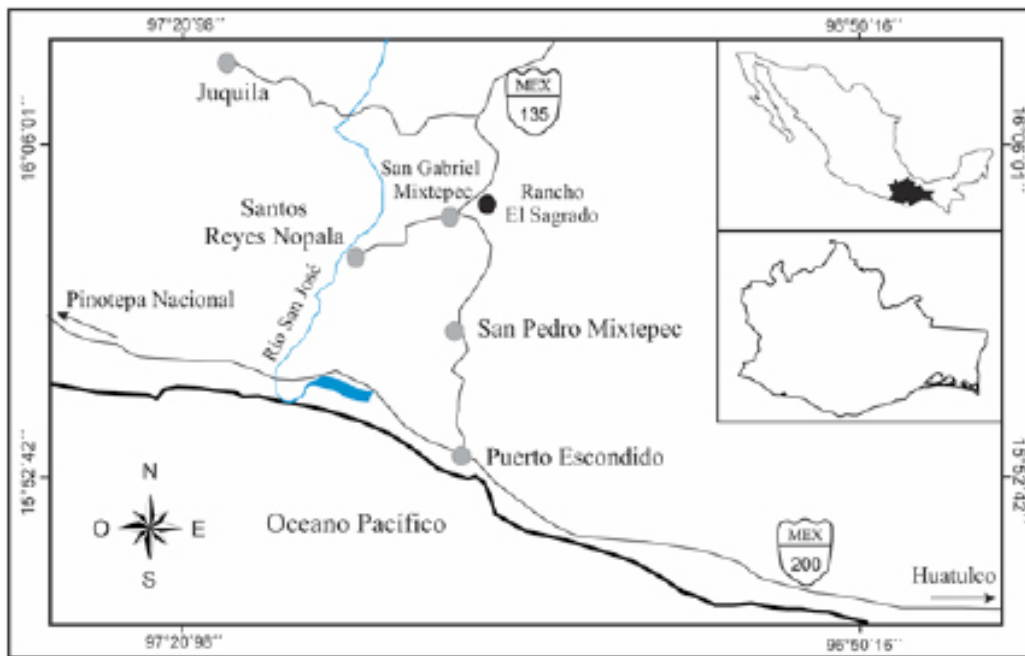 97°20'98''
96°50'16''
Juquila
MEX
135
16°06'01''
16°06'01''
San Gabriel
Mixtepec
Rancho
El Sagrado
Santos
Reyes Nopala
Pinotepa Nacional
Río San José
San Pedro Mixtepec
Puerto Escondido
15°52'42''
15°52'42''
N
O
E
S
Oceano Pacífico
MEX
200
Huatulco
97°20'98''
96°50'16''